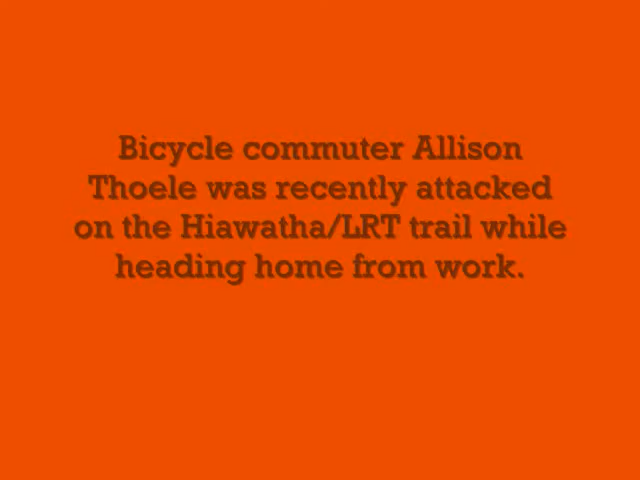 Bicycle commuter Allison
Thoele was recently attacked
on the Hiawatha/LRT trail while
heading home from work.